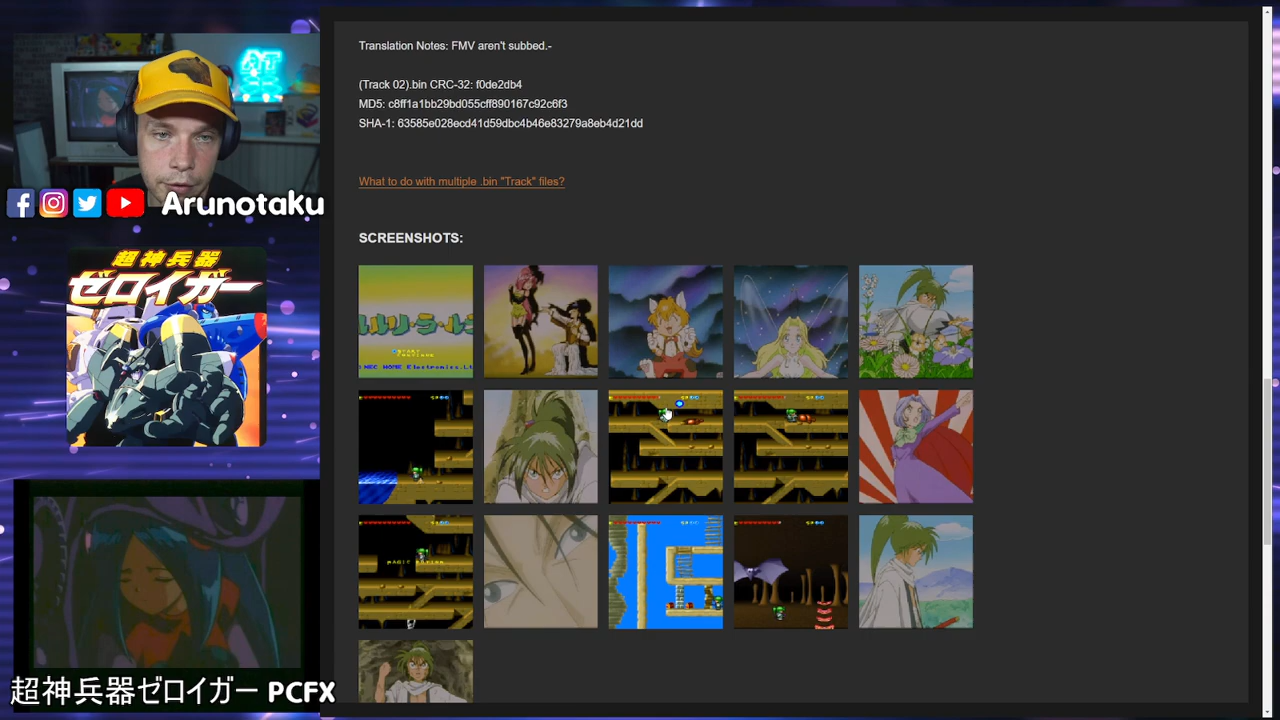 Translation Notes: FMV aren't subbed.-
(Track 02).bin CRC-32: f0de2db4
MD5: c8ff1a1bb29bd055cff890167c92c6f3
SHA-1: 63585e028ecd41d59dbc4b46e83279a8eb4d21dd
What to do with multiple .bin "Track" files?
SCREENSHOTS:
Arunotaku
超神兵器
ゼロイガー
超神兵器ゼロイガー PCFX